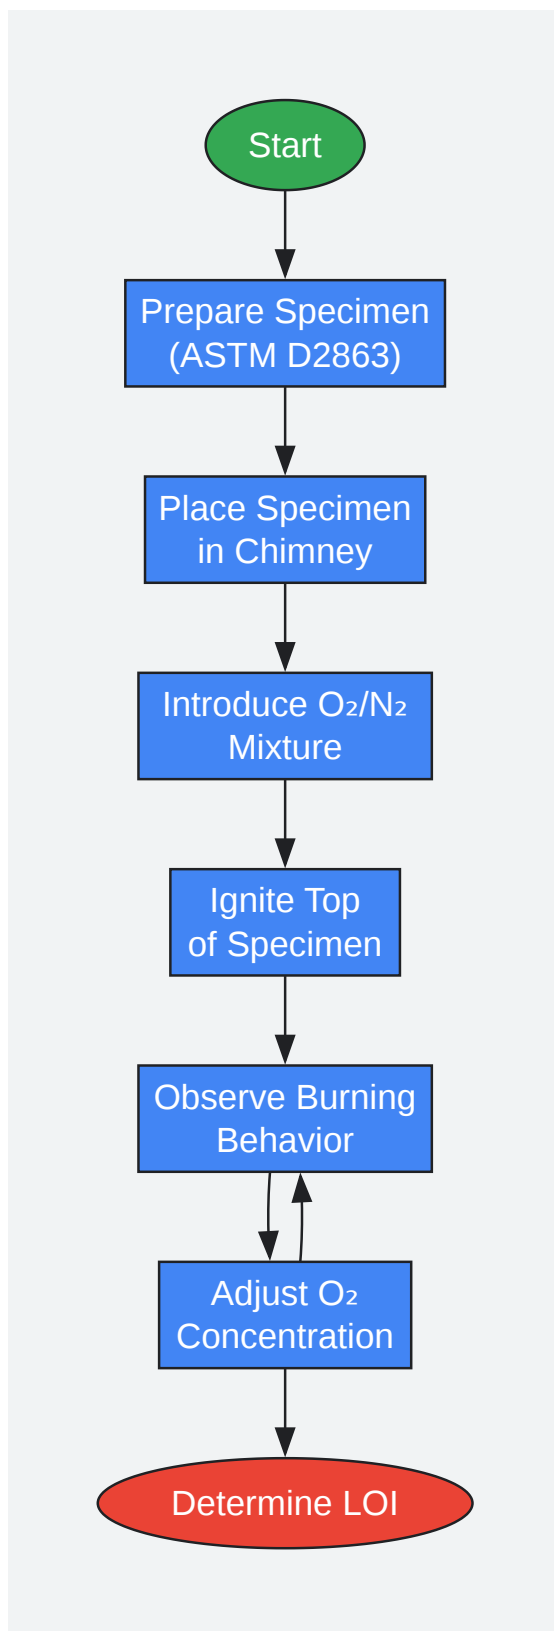 Start
Prepare Specimen
(ASTM D2863)
Place Specimen
in Chimney
Introduce O₂/N₂
Mixture
Ignite Top
of Specimen
Observe Burning
Behavior
Adjust O₂
Concentration
Determine LOI